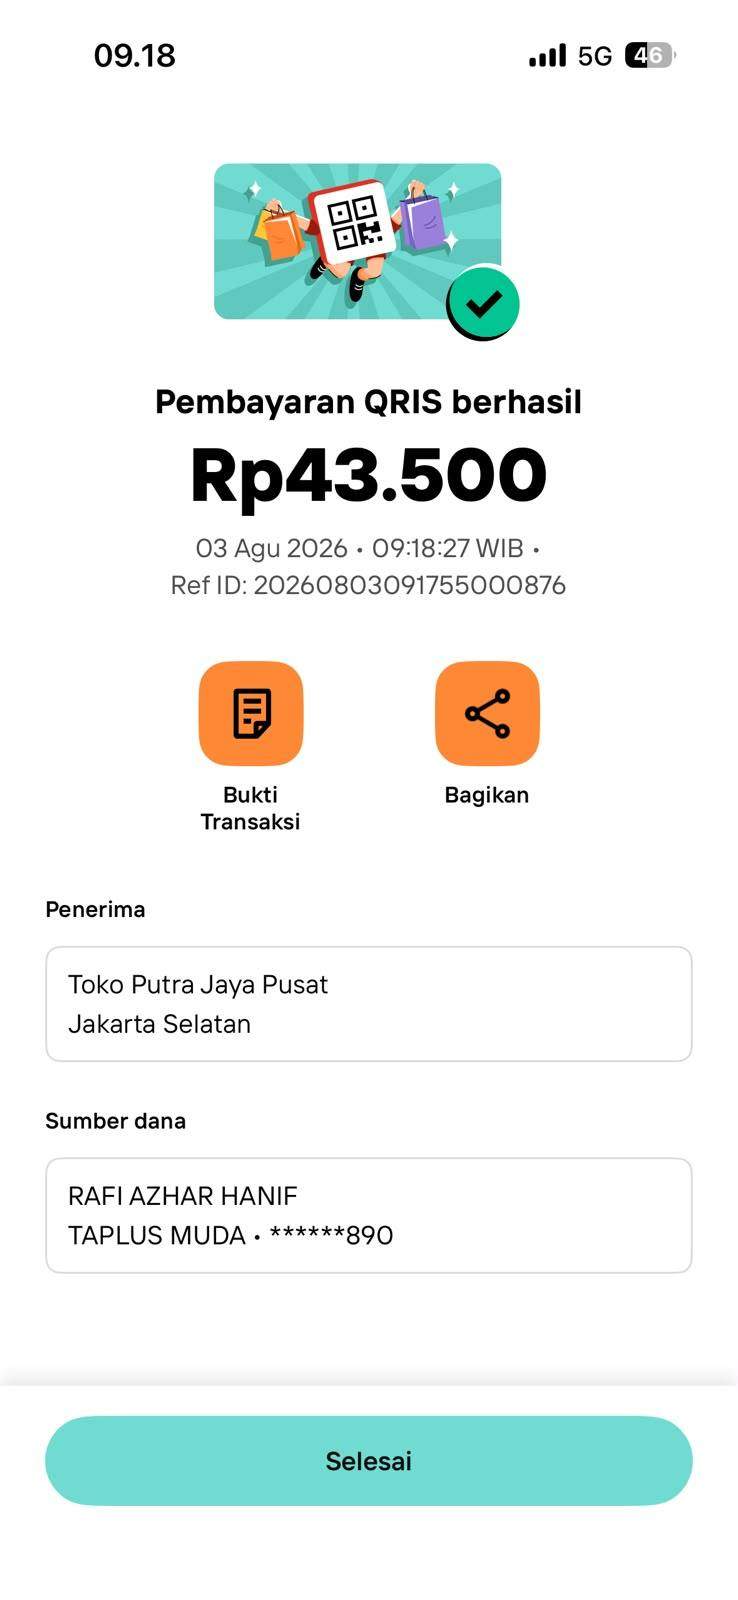 09.18
5G 46
Pembayaran QRIS berhasil
Rp43.500
03 Agu 2026 • 09:18:27 WIB •
Ref ID: 20260803091755000876
Bukti
Transaksi
Bagikan
Penerima
Toko Putra Jaya Pusat
Jakarta Selatan
Sumber dana
RAFI AZHAR HANIF
TAPLUS MUDA • ******890
Selesai